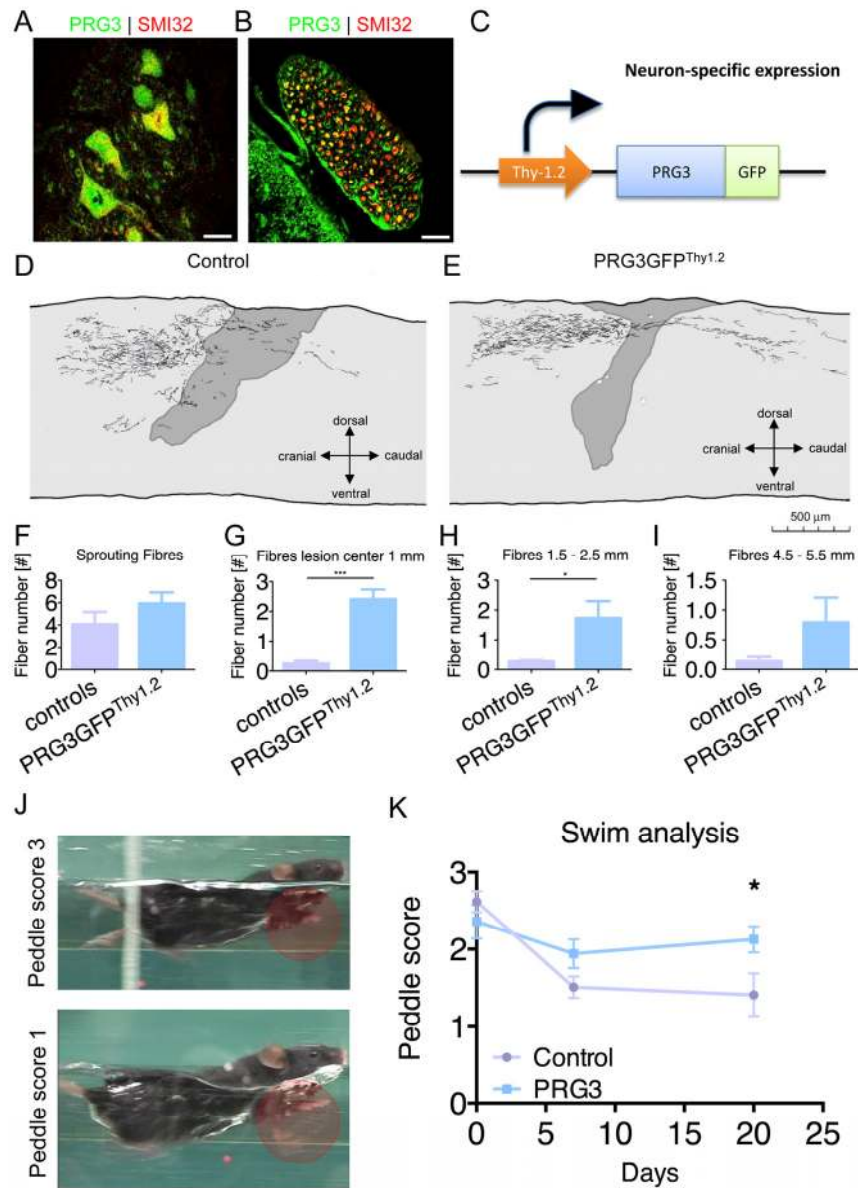 A
PRG3 | SMI32
B
PRG3 | SMI32
C
Neuron-specific expression
Thy-1.2
PRG3
GFP
D
Control
E
PRG3GFPThy1.2
dorsal
cranial
caudal
ventral
dorsal
cranial
caudal
ventral
500 µm
F
Sprouting Fibres
Fiber number [#]
8
6
4
2
0
controls
PRG3GFPThy1.2
G
Fibres lesion center 1 mm
Fiber number [#]
3
2
1
0
***
controls
PRG3GFPThy1.2
H
Fibres 1.5 - 2.5 mm
Fiber number [#]
3
2
1
0
*
controls
PRG3GFPThy1.2
I
Fibres 4.5 - 5.5 mm
Fiber number [#]
1.5
1.0
0.5
0.0
controls
PRG3GFPThy1.2
J
Peddle score 3
Peddle score 1
K
Swim analysis
Peddle score
3
2
1
0
*
Control
PRG3
0
5
10
15
20
25
Days